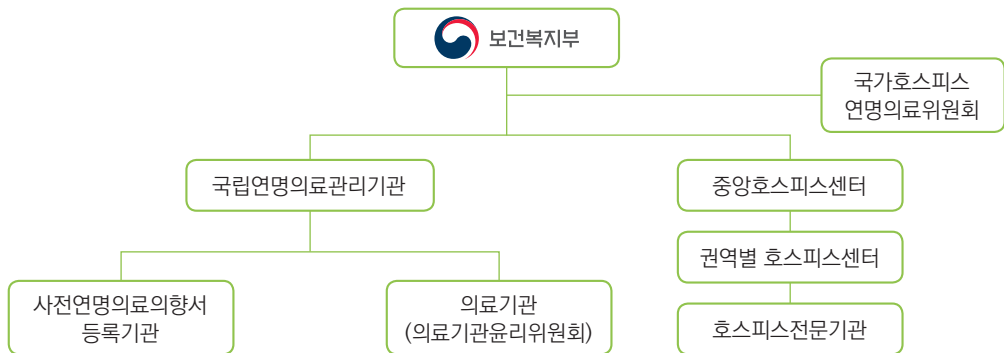 보건복지부
국가호스피스
연명의료위원회
국립연명의료관리기관
중앙호스피스센터
권역별 호스피스센터
사전연명의료의향서
등록기관
의료기관
(의료기관윤리위원회)
호스피스전문기관